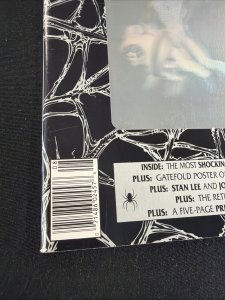 INSIDE: THE MOST SHOCKING
PLUS: GATEFOLD POSTER O
PLUS: STAN LEE AND JO
PLUS: THE RET
PLUS: A FIVE-PAGE PR
08